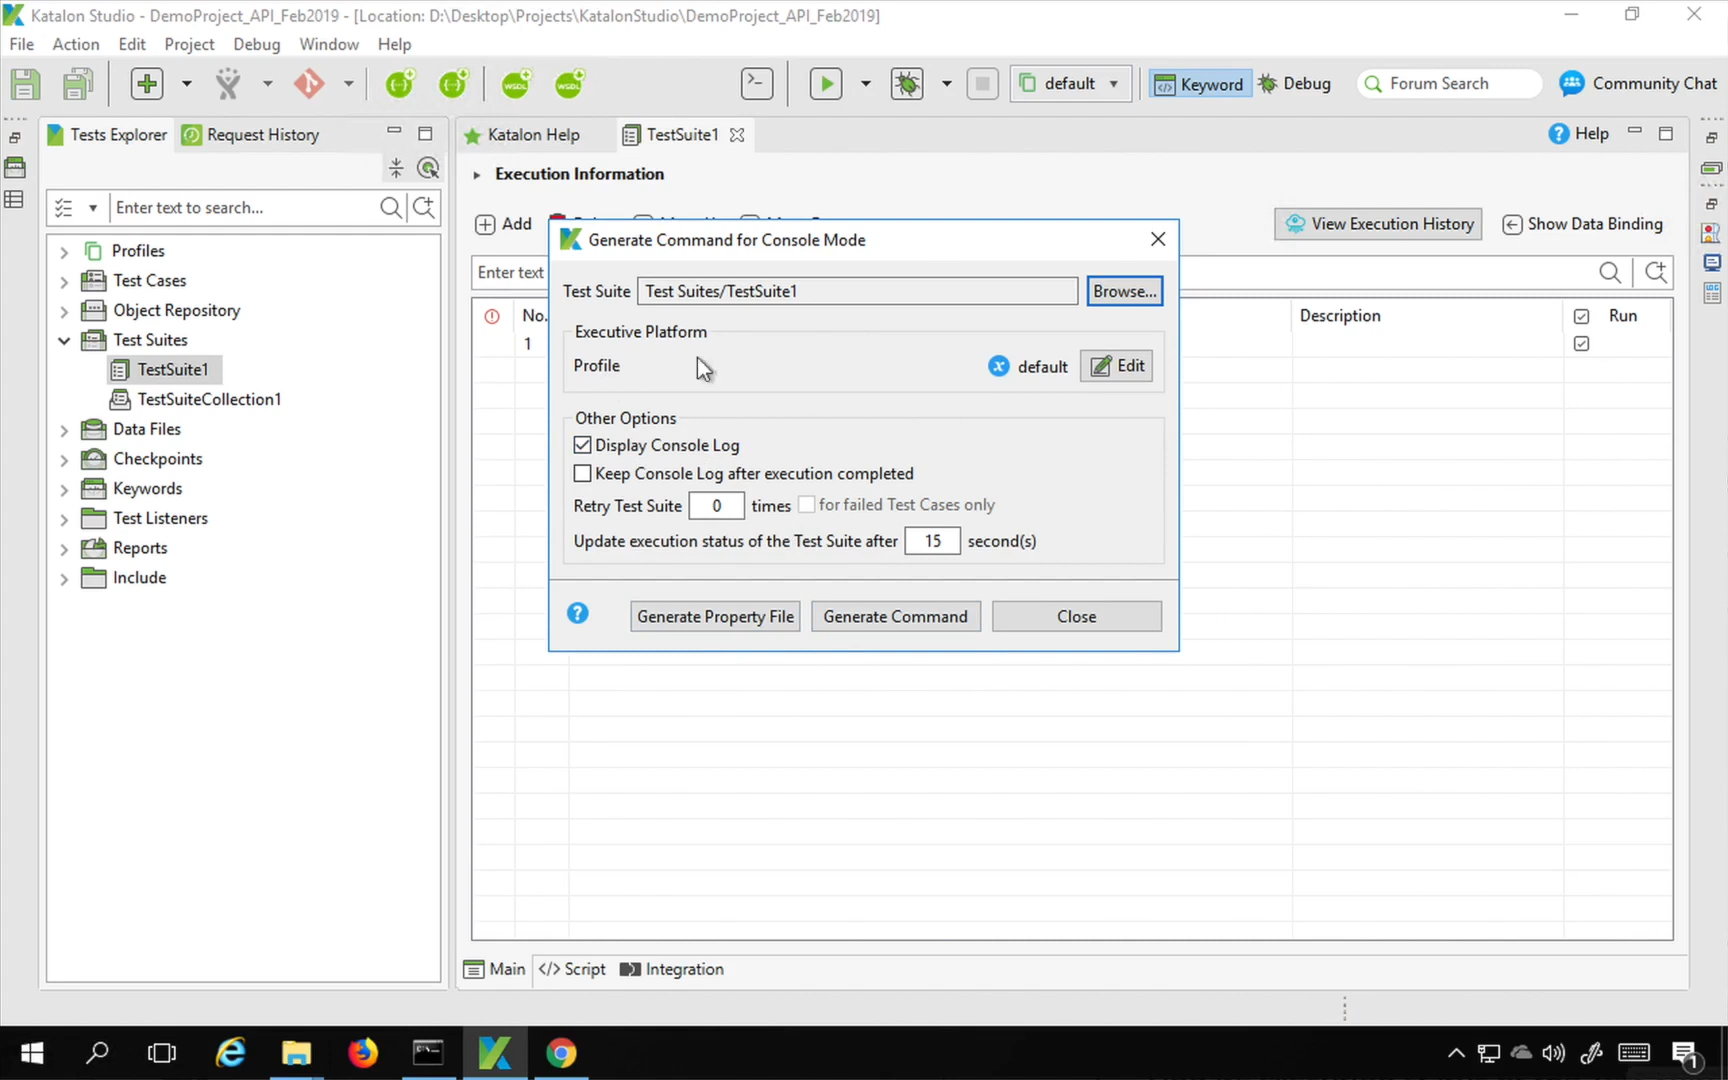 Katalon Studio - DemoProject_API_Feb2019 - [Location: D:\Desktop\Projects\KatalonStudio\DemoProject_API_Feb2019]
File Action Edit Project Debug Window Help
default Keyword Debug Forum Search Community Chat
Tests Explorer Request History Katalon Help TestSuite1 Help
Execution Information
Enter text to search...
Add View Execution History Show Data Binding
Profiles
Test Cases
Object Repository
Test Suites
TestSuite1
TestSuiteCollection1
Data Files
Checkpoints
Keywords
Test Listeners
Reports
Include
Enter text
No. Description Run
1
Generate Command for Console Mode
Test Suite Test Suites/TestSuite1 Browse...
Executive Platform
Profile default Edit
Other Options
Display Console Log
Keep Console Log after execution completed
Retry Test Suite 0 times for failed Test Cases only
Update execution status of the Test Suite after 15 second(s)
Generate Property File Generate Command Close
Main </> Script Integration
1